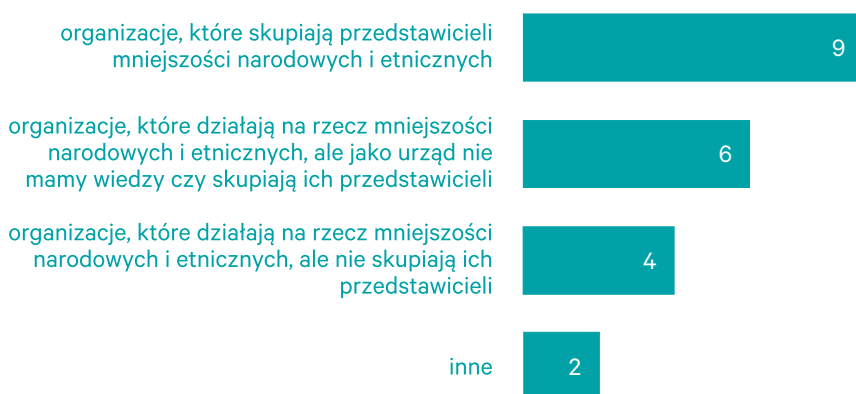 organizacje, które skupiają przedstawicieli
mniejszości narodowych i etnicznych
9
organizacje, które działają na rzecz mniejszości
narodowych i etnicznych, ale jako urząd nie
mamy wiedzy czy skupiają ich przedstawicieli
6
organizacje, które działają na rzecz mniejszości
narodowych i etnicznych, ale nie skupiają ich
przedstawicieli
4
inne
2